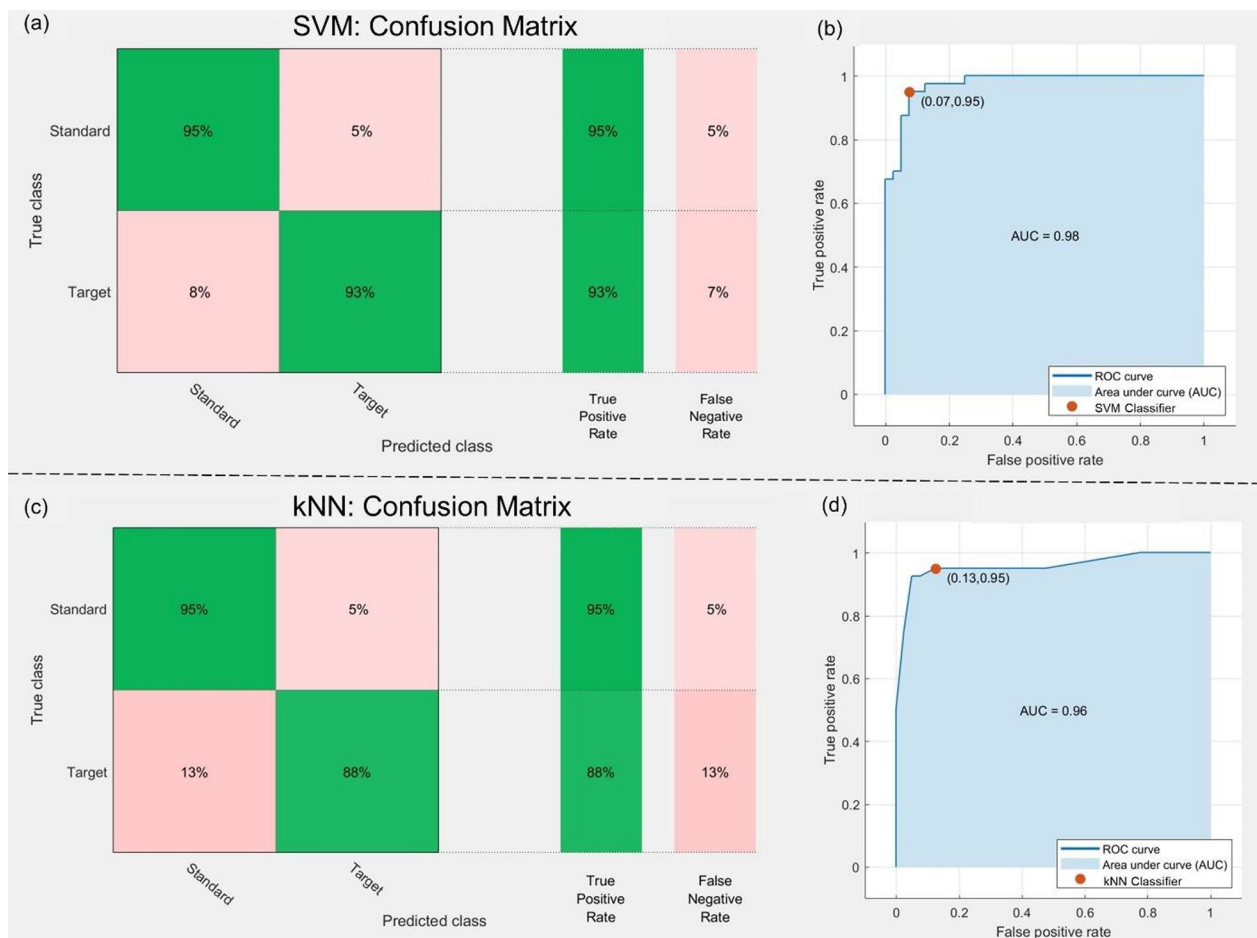 (a)
SVM: Confusion Matrix
True class
Standard
95%
5%
95%
5%
Target
8%
93%
93%
7%
Standard
Target
True
Positive
Rate
False
Negative
Rate
Predicted class
(b)
True positive rate
1
0.8
0.6
0.4
0.2
0
(0.07,0.95)
AUC = 0.98
ROC curve
Area under curve (AUC)
SVM Classifier
0
0.2
0.4
0.6
0.8
1
False positive rate
(c)
kNN: Confusion Matrix
True class
Standard
95%
5%
95%
5%
Target
13%
88%
88%
13%
Standard
Target
True
Positive
Rate
False
Negative
Rate
Predicted class
(d)
True positive rate
1
0.8
0.6
0.4
0.2
0
(0.13,0.95)
AUC = 0.96
ROC curve
Area under curve (AUC)
kNN Classifier
0
0.2
0.4
0.6
0.8
1
False positive rate